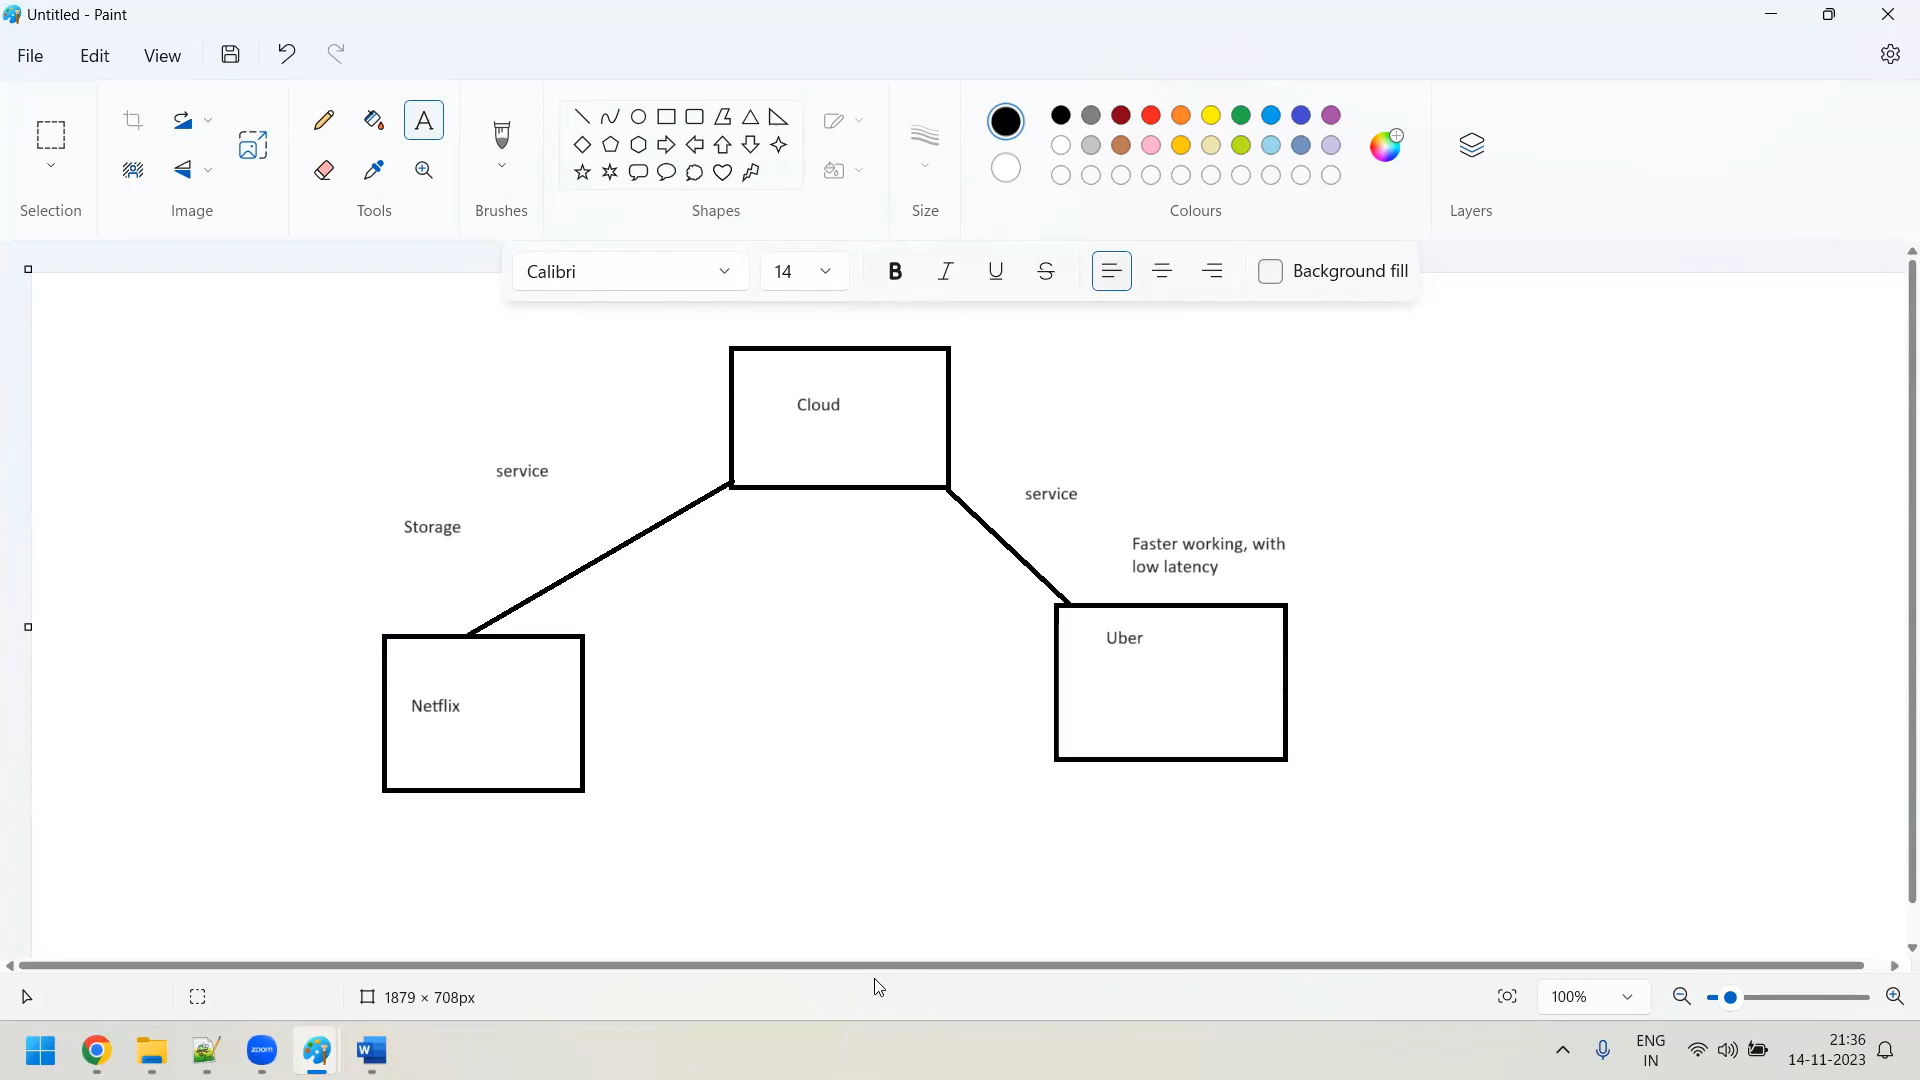 Untitled - Paint
File
Edit
View
Selection
Image
Tools
Brushes
Shapes
Size
Colours
Layers
A
Calibri
14
B
I
U
S
Background fill
Cloud
service
service
Storage
Faster working, with
low latency
Uber
Netflix
1879 × 708px
100%
zoom
W
ENG
IN
21:36
14-11-2023